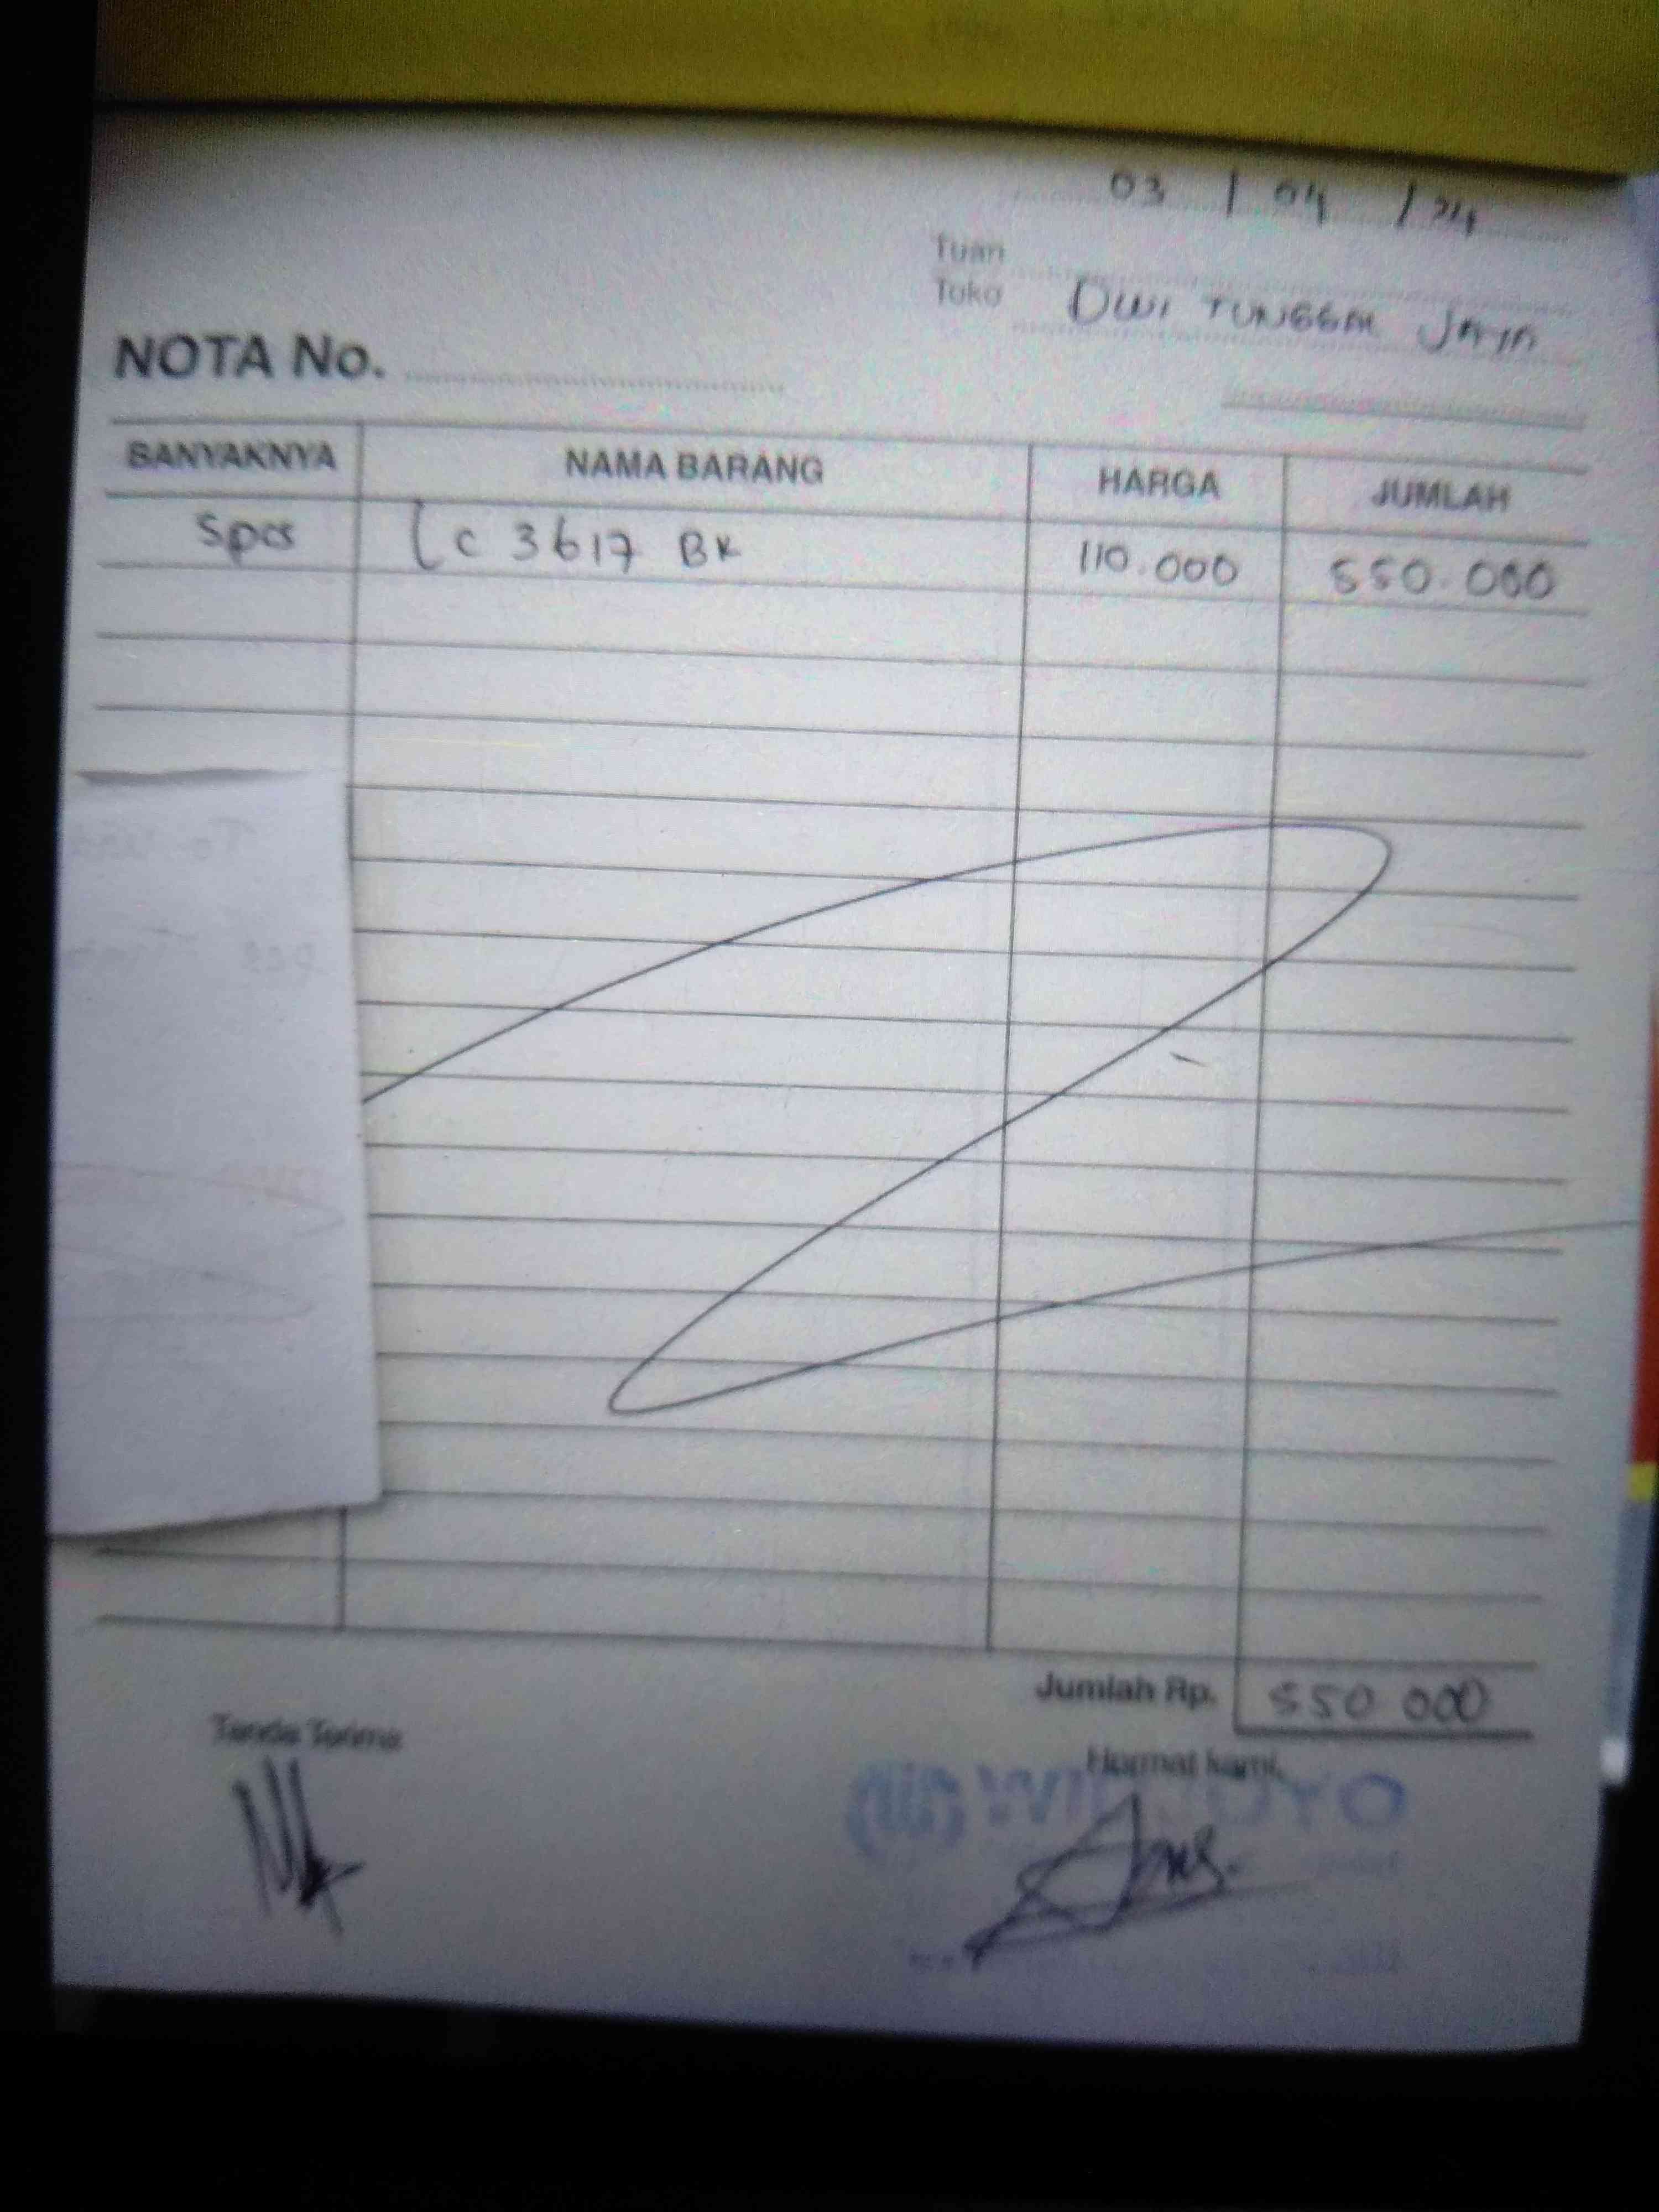 03 / 04 / 24
Tuan
Toko DWI TUNGGAL JAYA
NOTA No.
BANYAKNYA NAMA BARANG HARGA JUMLAH
5pcs LC 3617 BK 110.000 550.000
Jumlah Rp. 550 000
Tanda Terima
Hormat kami,